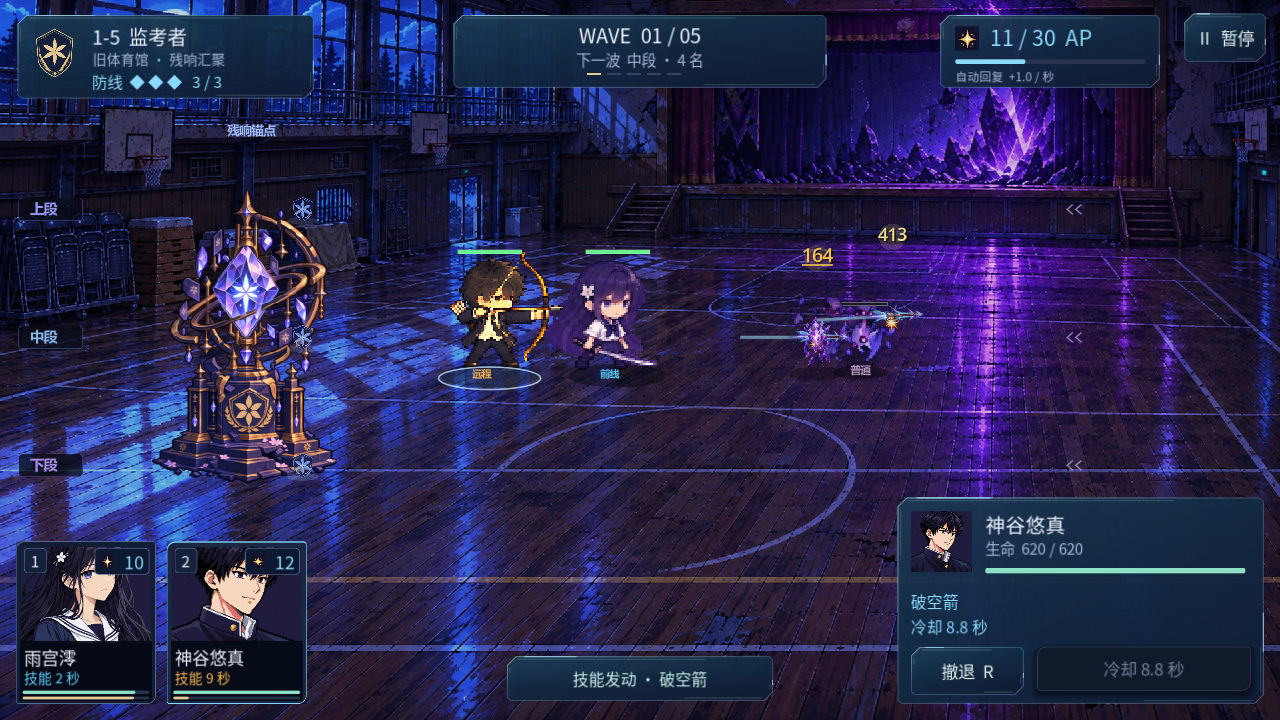 1-5 监考者
旧体育馆 · 残响汇聚
防线 3 / 3
WAVE 01 / 05
下一波 中段 · 4 名
11 / 30 AP
自动回复 +1.0 / 秒
暂停
残响锚点
上段
中段
下段
413
164
远程
前线
普通
1
10
雨宫澪
技能 2 秒
2
12
神谷悠真
技能 9 秒
技能发动 · 破空箭
神谷悠真
生命 620 / 620
破空箭
冷却 8.8 秒
撤退 R
冷却 8.8 秒